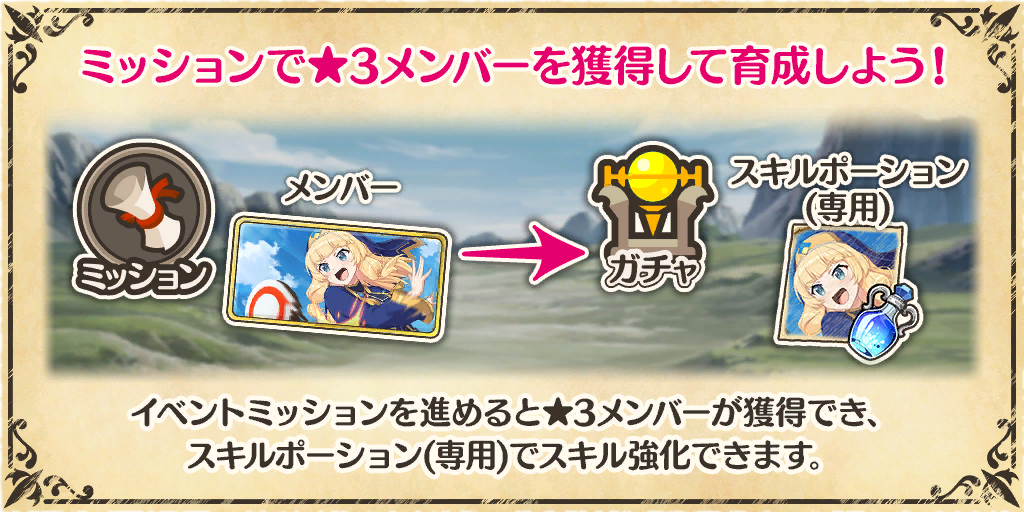 ミッションで★3メンバーを獲得して育成しよう！
メンバー
ミッション
ガチャ
スキルポーション
(専用)
イベントミッションを進めると★3メンバーが獲得でき、
スキルポーション(専用)でスキル強化できます。